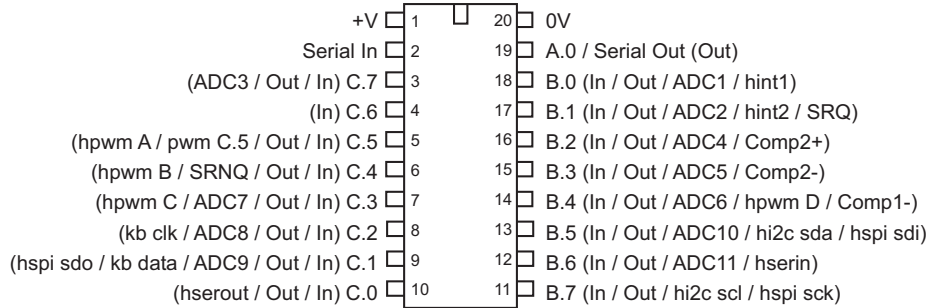 +V 1 20 0V
Serial In 2 19 A.0 / Serial Out (Out)
(ADC3 / Out / In) C.7 3 18 B.0 (In / Out / ADC1 / hint1)
(In) C.6 4 17 B.1 (In / Out / ADC2 / hint2 / SRQ)
(hpwm A / pwm C.5 / Out / In) C.5 5 16 B.2 (In / Out / ADC4 / Comp2+)
(hpwm B / SRNQ / Out / In) C.4 6 15 B.3 (In / Out / ADC5 / Comp2-)
(hpwm C / ADC7 / Out / In) C.3 7 14 B.4 (In / Out / ADC6 / hpwm D / Comp1-)
(kb clk / ADC8 / Out / In) C.2 8 13 B.5 (In / Out / ADC10 / hi2c sda / hspi sdi)
(hspi sdo / kb data / ADC9 / Out / In) C.1 9 12 B.6 (In / Out / ADC11 / hserin)
(hserout / Out / In) C.0 10 11 B.7 (In / Out / hi2c scl / hspi sck)